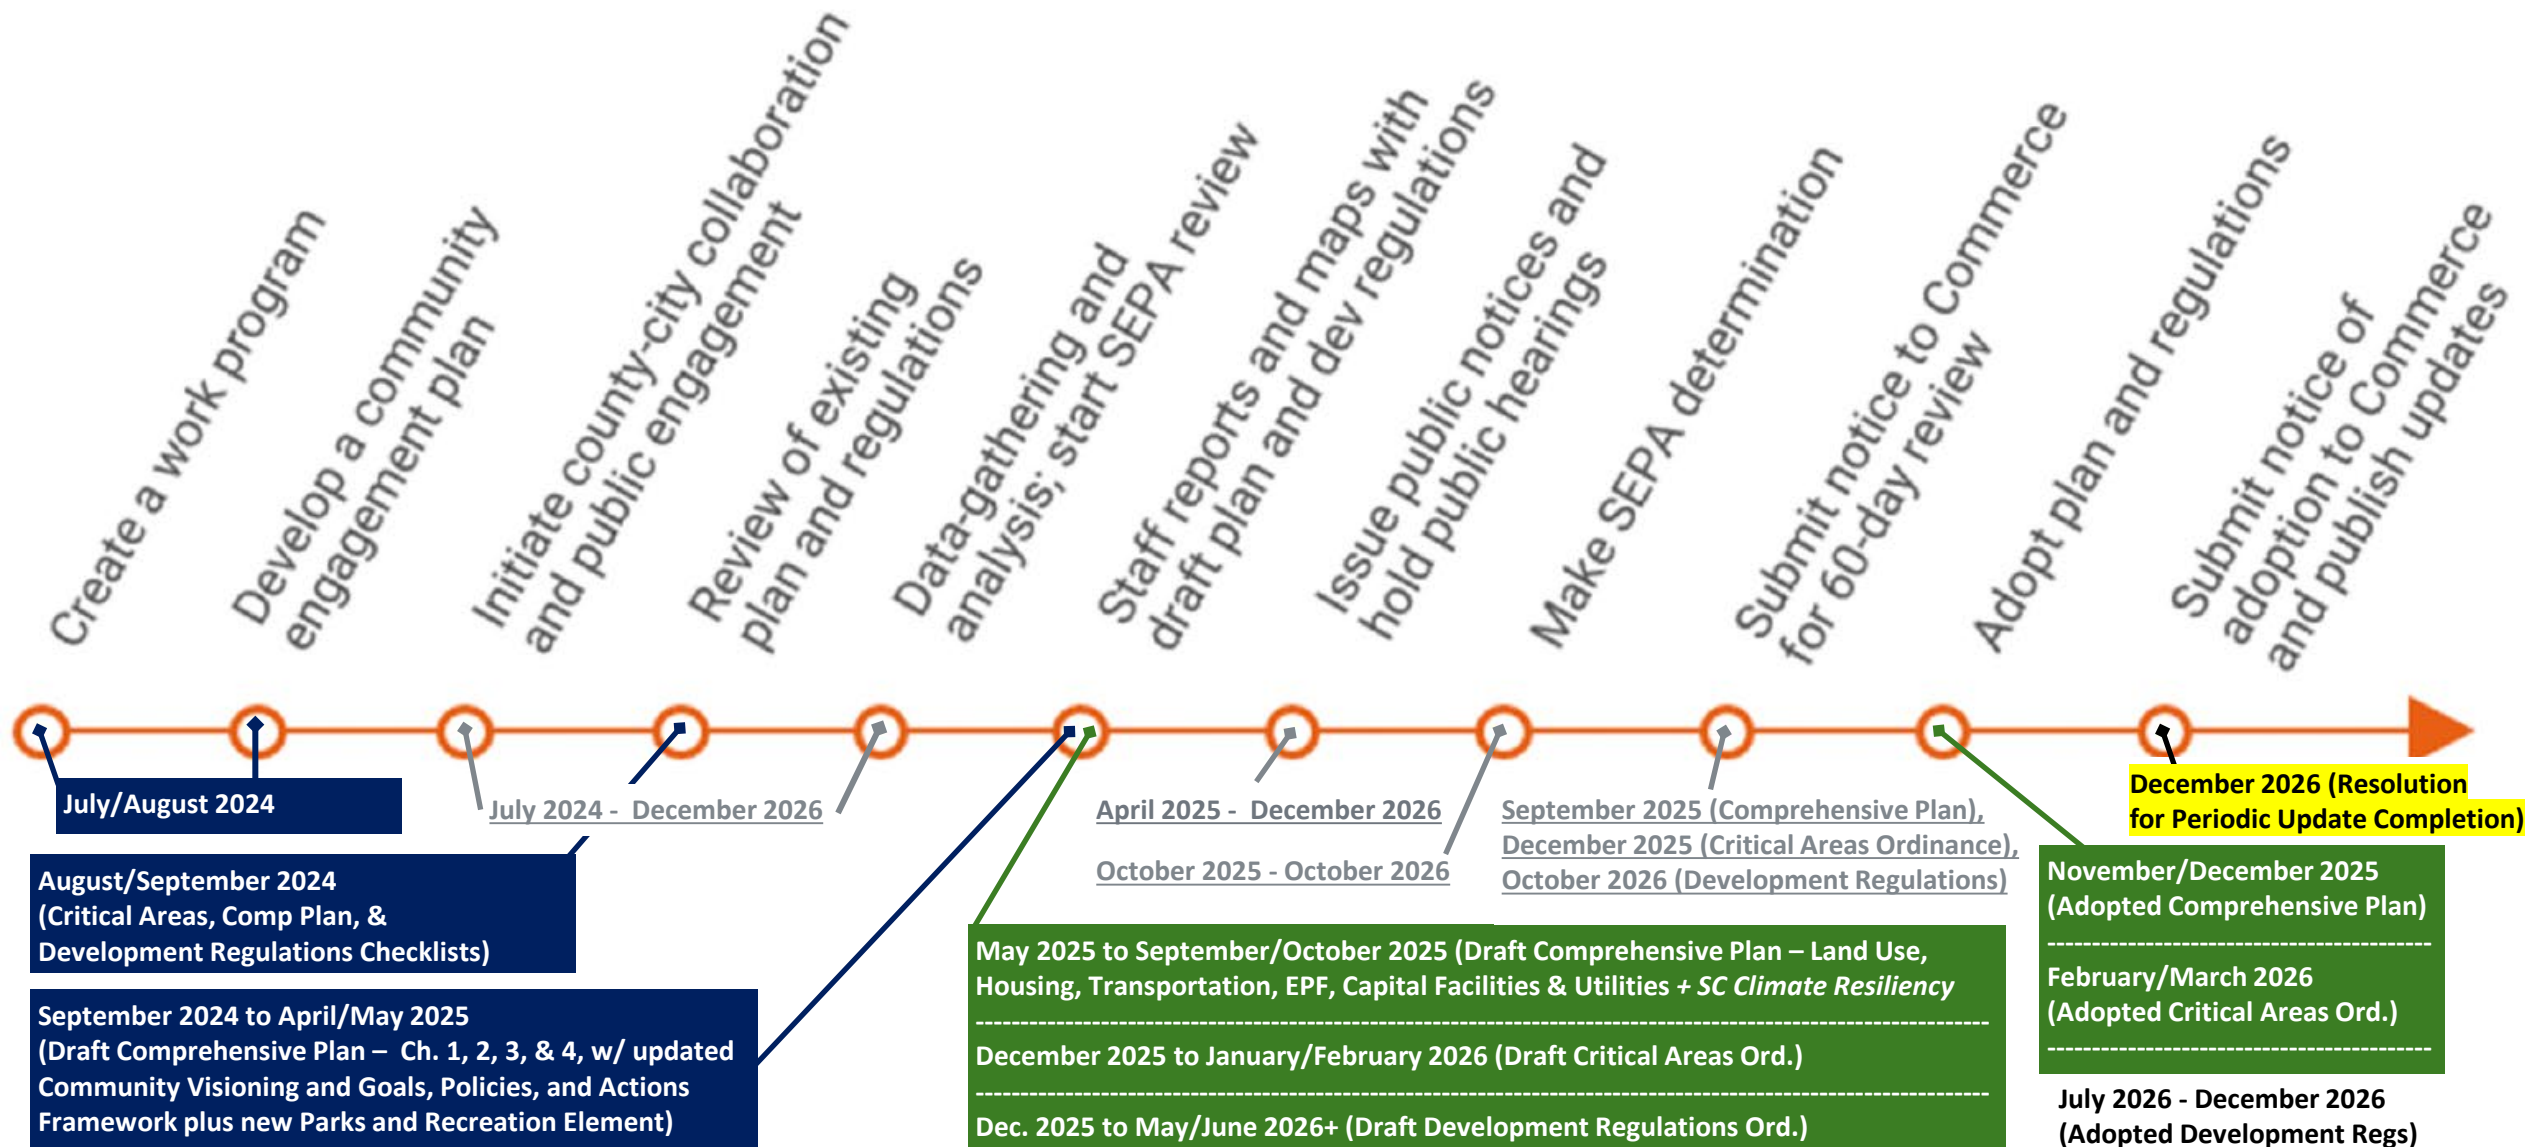 Create a work program
Develop a community
engagement plan
Initiate county-city collaboration
and public engagement
Review of existing
plan and regulations
Data-gathering and
analysis; start SEPA review
Staff reports and maps with
draft plan and dev regulations
Issue public notices and
hold public hearings
Make SEPA determination
Submit notice to Commerce
for 60-day review
Adopt plan and regulations
Submit notice of
adoption to Commerce
and publish updates
July/August 2024
August/September 2024
(Critical Areas, Comp Plan, &
Development Regulations Checklists)
September 2024 to April/May 2025
(Draft Comprehensive Plan – Ch. 1, 2, 3, & 4, w/ updated
Community Visioning and Goals, Policies, and Actions
Framework plus new Parks and Recreation Element)
July 2024 - December 2026
April 2025 - December 2026
October 2025 - October 2026
May 2025 to September/October 2025 (Draft Comprehensive Plan – Land Use,
Housing, Transportation, EPF, Capital Facilities & Utilities + SC Climate Resiliency
December 2025 to January/February 2026 (Draft Critical Areas Ord.)
Dec. 2025 to May/June 2026+ (Draft Development Regulations Ord.)
September 2025 (Comprehensive Plan),
December 2025 (Critical Areas Ordinance),
October 2026 (Development Regulations)
December 2026 (Resolution
for Periodic Update Completion)
November/December 2025
(Adopted Comprehensive Plan)
February/March 2026
(Adopted Critical Areas Ord.)
July 2026 - December 2026
(Adopted Development Regs)